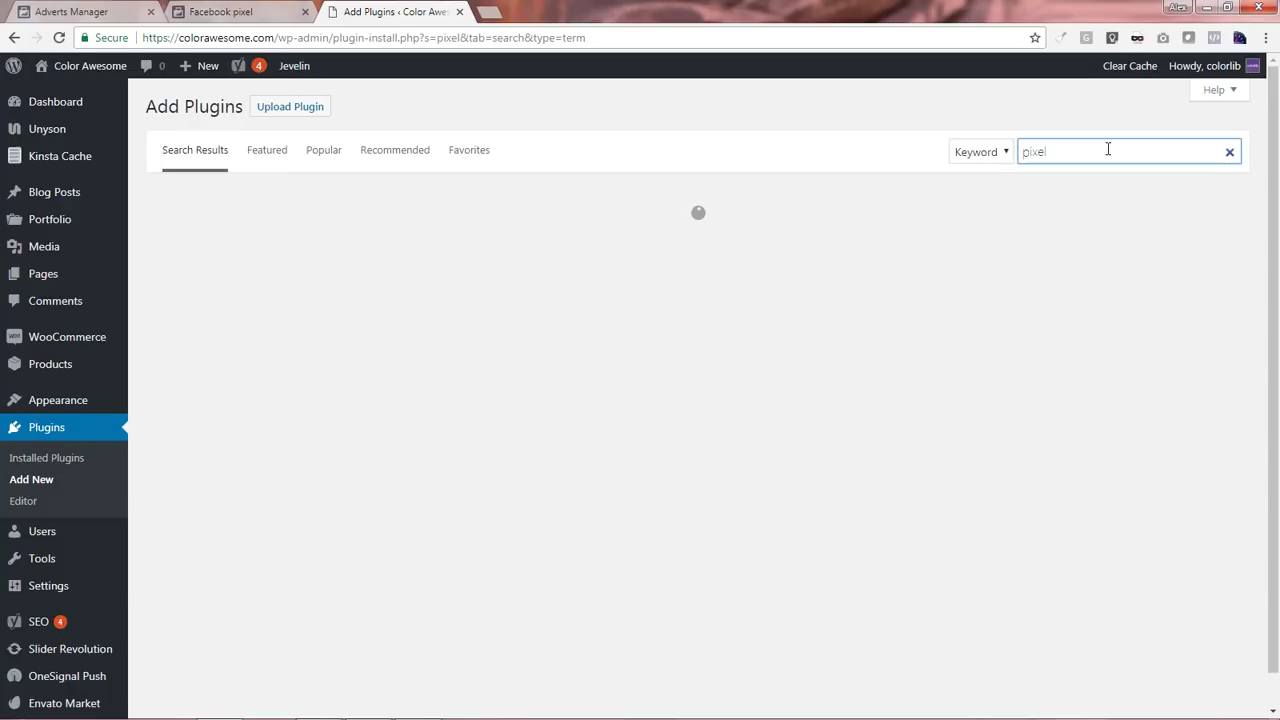 Adverts Manager
Facebook pixel
Add Plugins ‹ Color Awe
Alex
Secure
https://colorawesome.com/wp-admin/plugin-install.php?s=pixel&tab=search&type=term
Color Awesome
0
New
4
Jevelin
Clear Cache
Howdy, colorlib
Dashboard
Unyson
Kinsta Cache
Blog Posts
Portfolio
Media
Pages
Comments
WooCommerce
Products
Appearance
Plugins
Installed Plugins
Add New
Editor
Users
Tools
Settings
SEO 4
Slider Revolution
OneSignal Push
Envato Market
Help
Add Plugins
Upload Plugin
Search Results
Featured
Popular
Recommended
Favorites
Keyword
pixel